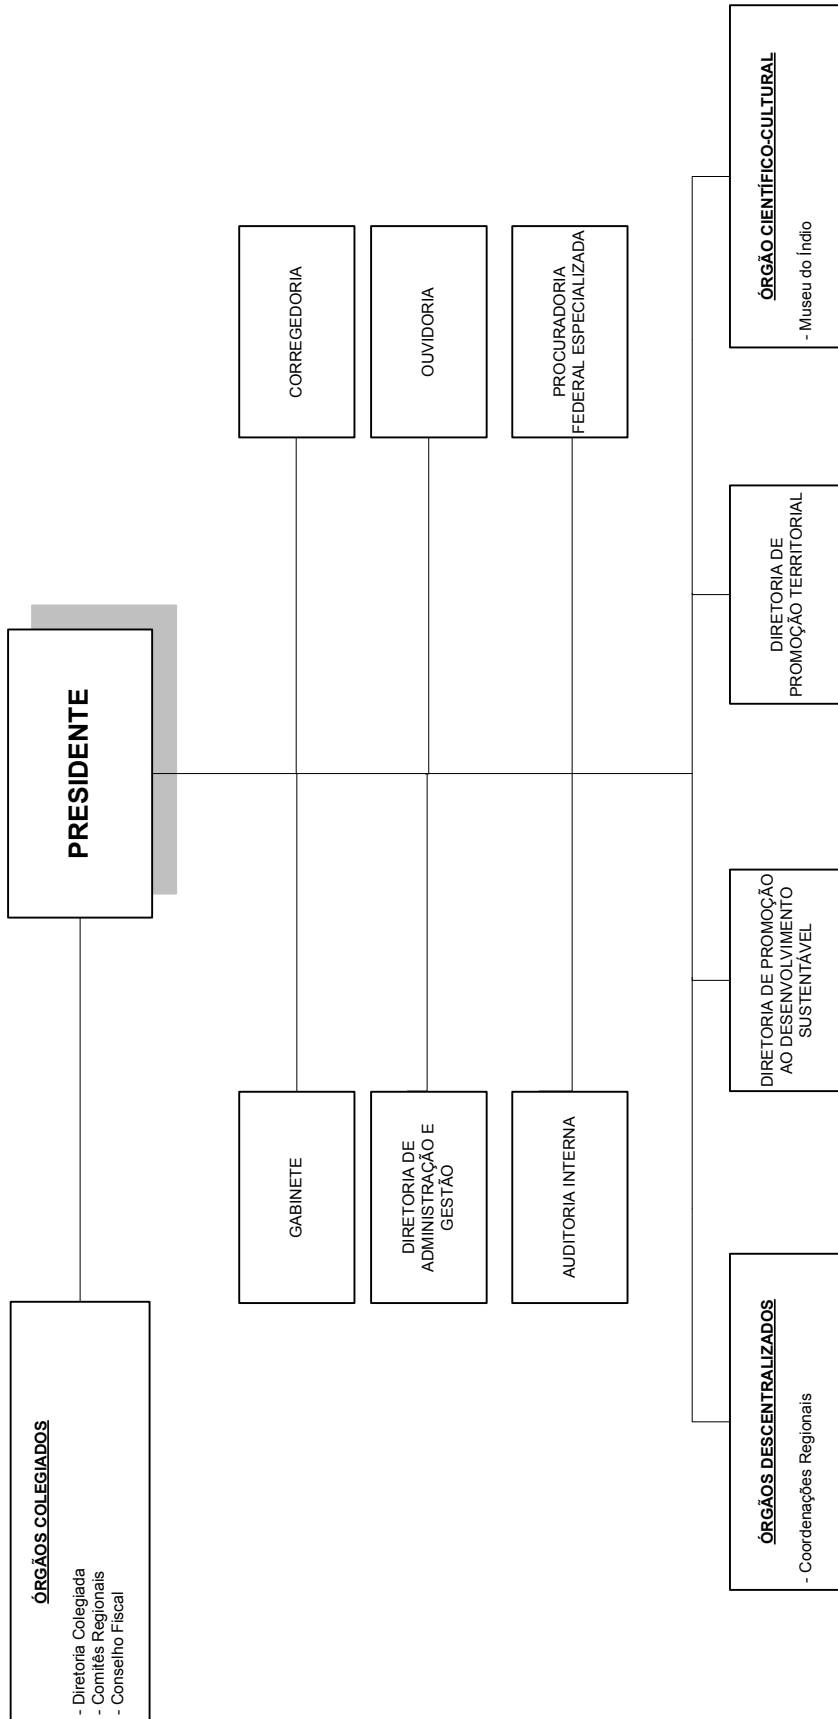 PRESIDENTE
ÓRGÃOS COLEGIADOS
- Diretoria Colegiada
- Comitês Regionais
- Conselho Fiscal
GABINETE
CORREGEDORIA
DIRETORIA DE
ADMINISTRAÇÃO E
GESTÃO
OUVIDORIA
AUDITORIA INTERNA
PROCURADORIA
FEDERAL ESPECIALIZADA
ÓRGÃOS DESCENTRALIZADOS
- Coordenações Regionais
DIRETORIA DE PROMOÇÃO
AO DESENVOLVIMENTO
SUSTENTÁVEL
DIRETORIA DE
PROMOÇÃO TERRITORIAL
ÓRGÃO CIENTÍFICO-CULTURAL
- Museu do Índio